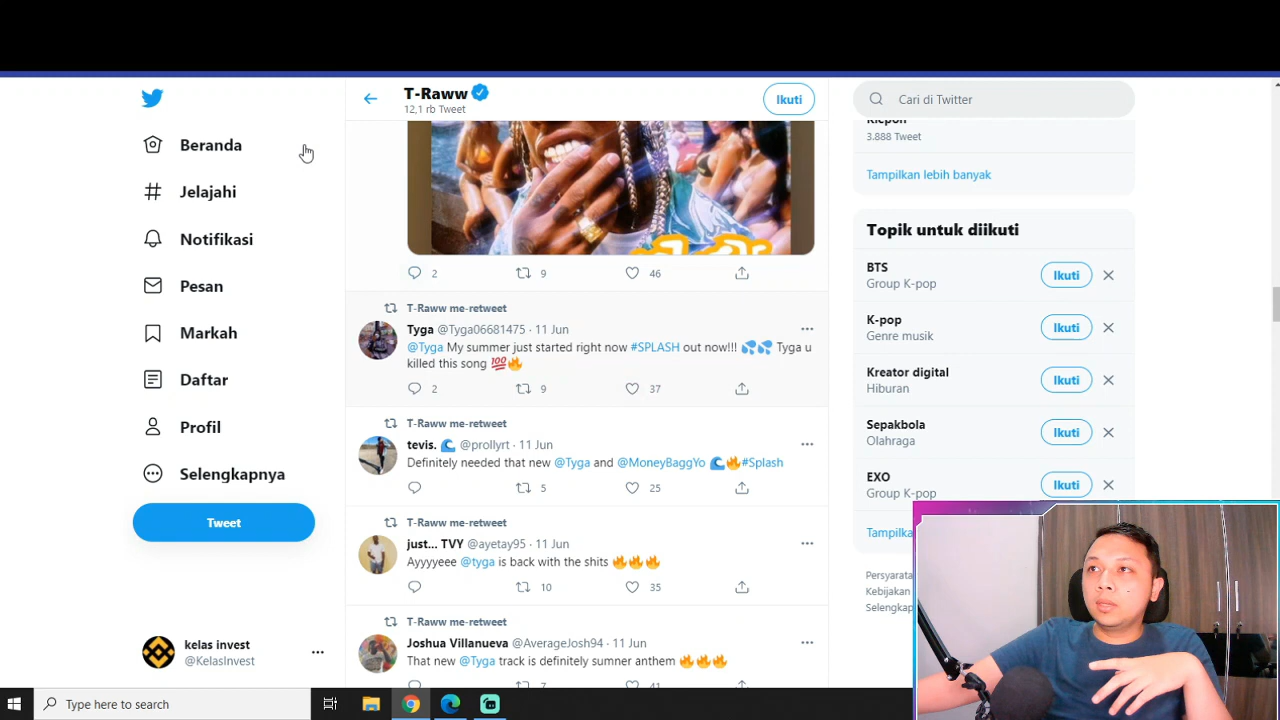 T-Raww
12,1 rb Tweet
Ikuti
Cari di Twitter
Beranda
Jelajahi
Notifikasi
Pesan
Markah
Daftar
Profil
Selengkapnya
Tweet
kelas invest
@KelasInvest
2 9 46
T-Raww me-retweet
Tyga @Tyga06681475 · 11 Jun
@Tyga My summer just started right now #SPLASH out now!!! 💦💦 Tyga u
killed this song 💯🔥
2 9 37
T-Raww me-retweet
tevis. 🌊 @prollyrt · 11 Jun
Definitely needed that new @Tyga and @MoneyBaggYo 🌊🔥#Splash
5 25
T-Raww me-retweet
just... TVY @ayetay95 · 11 Jun
Ayyyyeee @tyga is back with the shits 🔥🔥🔥
10 35
T-Raww me-retweet
Joshua Villanueva @AverageJosh94 · 11 Jun
That new @Tyga track is definitely sumner anthem 🔥🔥🔥
7 41
Klepon
3.888 Tweet
Tampilkan lebih banyak
Topik untuk diikuti
BTS
Group K-pop
Ikuti
K-pop
Genre musik
Ikuti
Kreator digital
Hiburan
Ikuti
Sepakbola
Olahraga
Ikuti
EXO
Group K-pop
Ikuti
Tampilka
Persyarata
Kebijakan
Selengkap
Type here to search